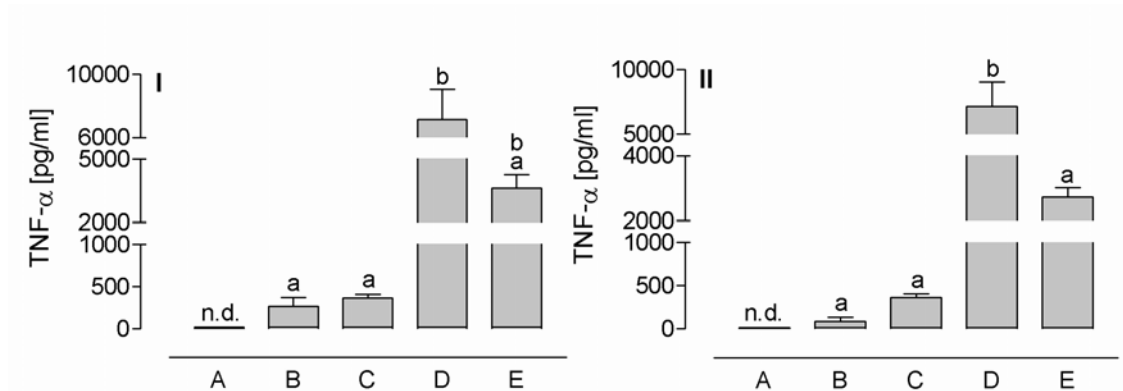 I
TNF-α [pg/ml]
10000
6000
5000
2000
1000
500
0
n.d.
a
a
b
b
a
A B C D E
II
TNF-α [pg/ml]
10000
5000
4000
2000
1000
500
0
n.d.
a
a
b
a
A B C D E